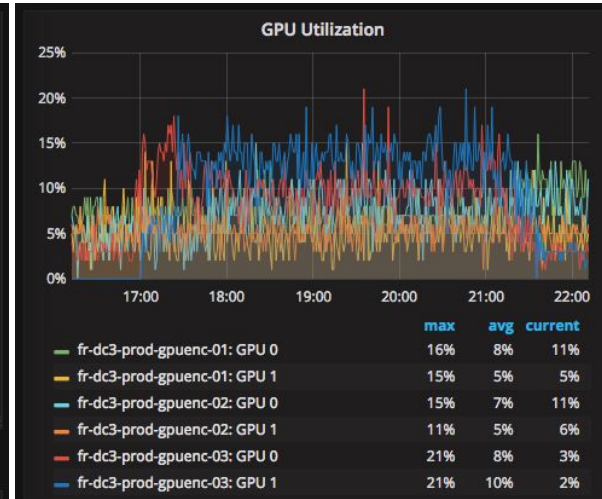 GPU Utilization
25%
20%
15%
10%
5%
0%
17:00 18:00 19:00 20:00 21:00 22:00
max avg current
fr-dc3-prod-gpuenc-01: GPU 0 16% 8% 11%
fr-dc3-prod-gpuenc-01: GPU 1 15% 5% 5%
fr-dc3-prod-gpuenc-02: GPU 0 15% 7% 11%
fr-dc3-prod-gpuenc-02: GPU 1 11% 5% 6%
fr-dc3-prod-gpuenc-03: GPU 0 21% 8% 3%
fr-dc3-prod-gpuenc-03: GPU 1 21% 10% 2%